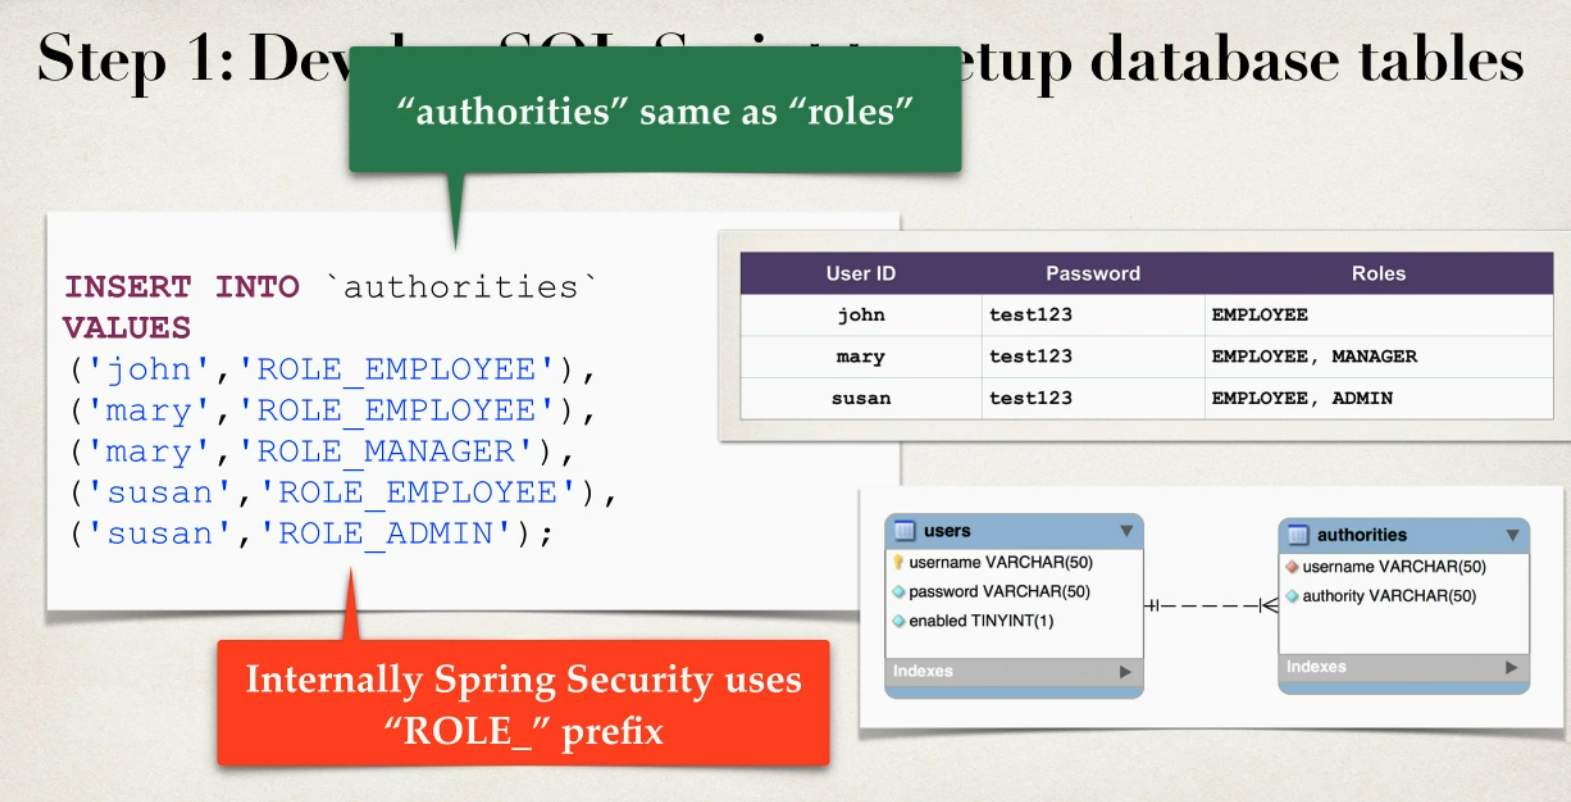 Step 1: Dev etup database tables
“authorities” same as “roles”
INSERT INTO `authorities`
VALUES
('john','ROLE_EMPLOYEE'),
('mary','ROLE_EMPLOYEE'),
('mary','ROLE_MANAGER'),
('susan','ROLE_EMPLOYEE'),
('susan','ROLE_ADMIN');
Internally Spring Security uses
“ROLE_” prefix
User ID Password Roles
john test123 EMPLOYEE
mary test123 EMPLOYEE, MANAGER
susan test123 EMPLOYEE, ADMIN
users
username VARCHAR(50)
password VARCHAR(50)
enabled TINYINT(1)
Indexes
authorities
username VARCHAR(50)
authority VARCHAR(50)
Indexes